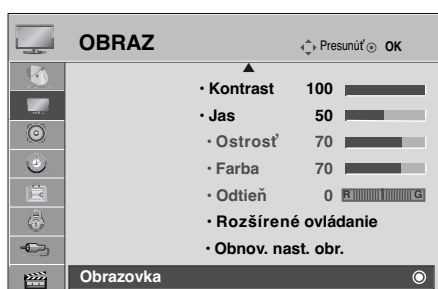 OBRAZ Presunúť OK
• Kontrast 100
• Jas 50
• Ostrosť 70
• Farba 70
• Odtieň 0 R G
• Rozšírené ovládanie
• Obnov. nast. obr.
Obrazovka